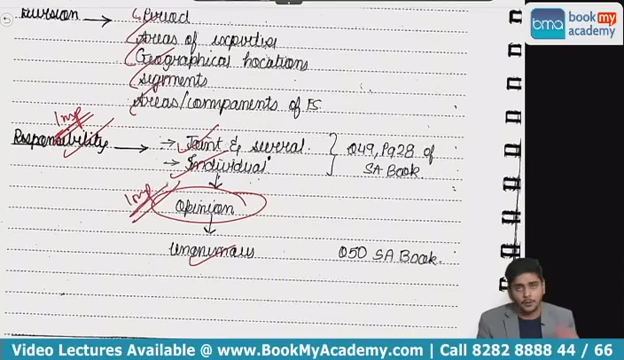 Division → Period
Areas of expertise
Geographical Locations
segments
Areas/components of FS
Imp
Responsibility → → Joint & several } Q49, Pg28 of
→ Individual SA Book
Imp
Opinion
Unanimous Q50 SA Book.
bma book my academy
Video Lectures Available @ www.BookMyAcademy.com | Call 8282 8888 44 / 66